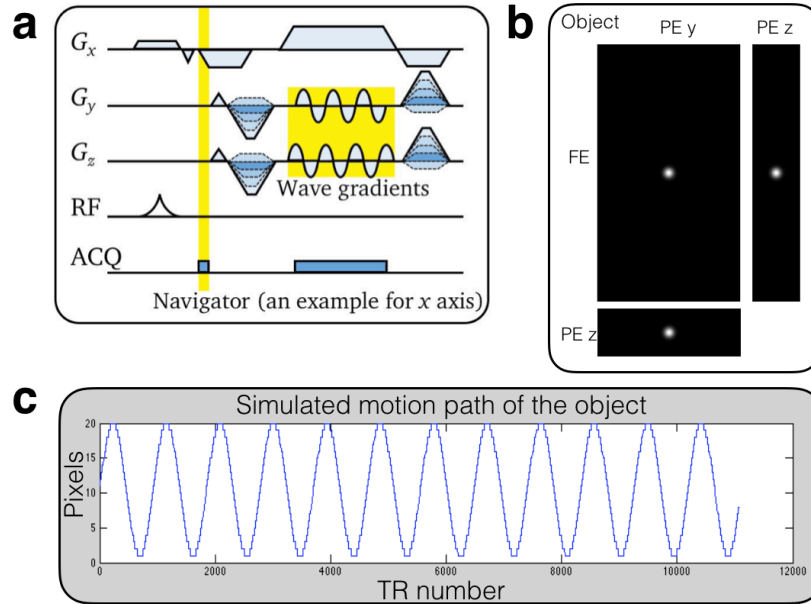 a
Gx
Gy
Gz
Wave gradients
RF
ACQ
Navigator (an example for x axis)
b
Object
PE y
PE z
FE
PE z
c
Simulated motion path of the object
Pixels
20
15
10
5
0
0
2000
4000
6000
8000
10000
12000
TR number